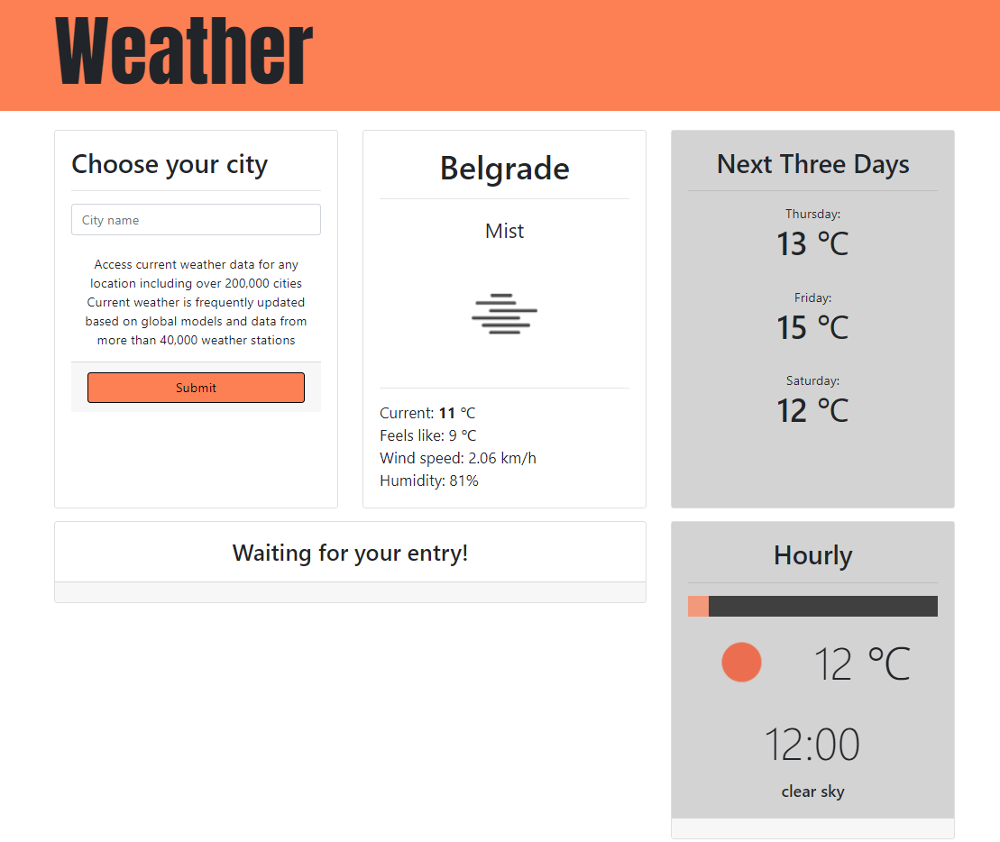 Weather
Choose your city
City name
Access current weather data for any
location including over 200,000 cities
Current weather is frequently updated
based on global models and data from
more than 40,000 weather stations
Submit
Belgrade
Mist
Current: 11 °C
Feels like: 9 °C
Wind speed: 2.06 km/h
Humidity: 81%
Next Three Days
Thursday:
13 °C
Friday:
15 °C
Saturday:
12 °C
Waiting for your entry!
Hourly
12 °C
12:00
clear sky